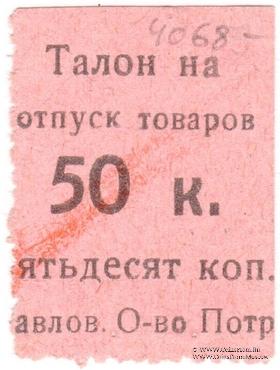 4068-
Талон на
отпуск товаров
50 к.
ятьдесят коп.
авлов. О-во Потр